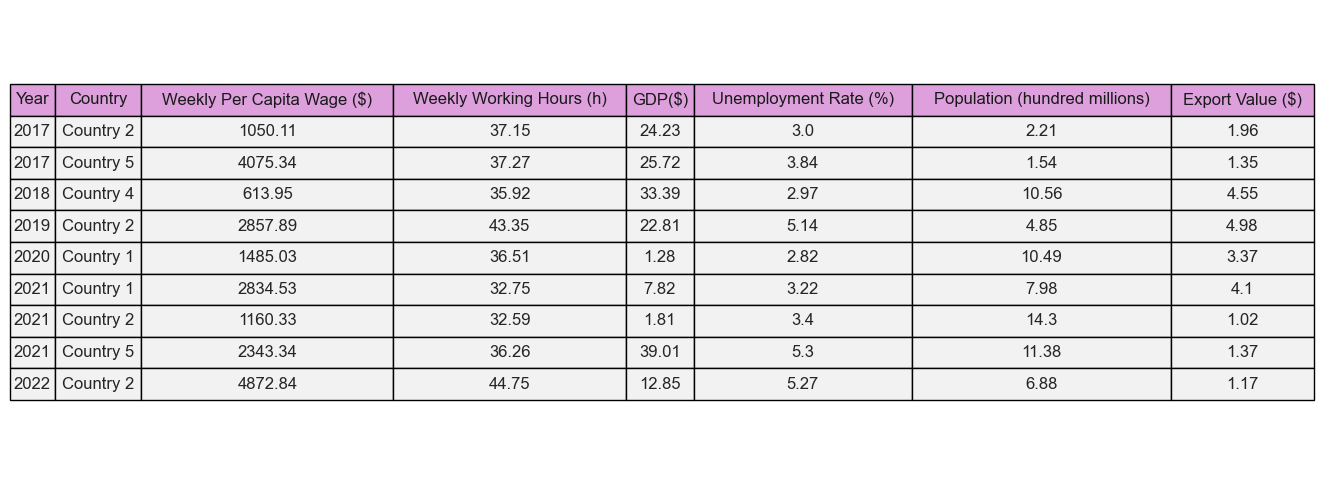 Year Country Weekly Per Capita Wage ($) Weekly Working Hours (h) GDP($) Unemployment Rate (%) Population (hundred millions) Export Value ($)
2017 Country 2 1050.11 37.15 24.23 3.0 2.21 1.96
2017 Country 5 4075.34 37.27 25.72 3.84 1.54 1.35
2018 Country 4 613.95 35.92 33.39 2.97 10.56 4.55
2019 Country 2 2857.89 43.35 22.81 5.14 4.85 4.98
2020 Country 1 1485.03 36.51 1.28 2.82 10.49 3.37
2021 Country 1 2834.53 32.75 7.82 3.22 7.98 4.1
2021 Country 2 1160.33 32.59 1.81 3.4 14.3 1.02
2021 Country 5 2343.34 36.26 39.01 5.3 11.38 1.37
2022 Country 2 4872.84 44.75 12.85 5.27 6.88 1.17